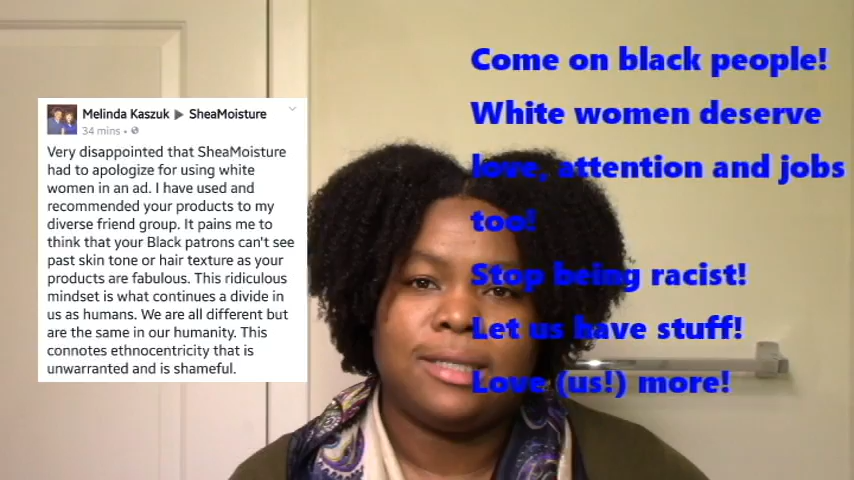 Melinda Kaszuk ▶ SheaMoisture
34 mins •
Very disappointed that SheaMoisture
had to apologize for using white
women in an ad. I have used and
recommended your products to my
diverse friend group. It pains me to
think that your Black patrons can't see
past skin tone or hair texture as your
products are fabulous. This ridiculous
mindset is what continues a divide in
us as humans. We are all different but
are the same in our humanity. This
connotes ethnocentricity that is
unwarranted and is shameful.
Come on black people!
White women deserve
love, attention and jobs
too!
Stop being racist!
Let us have stuff!
Love (us!) more!